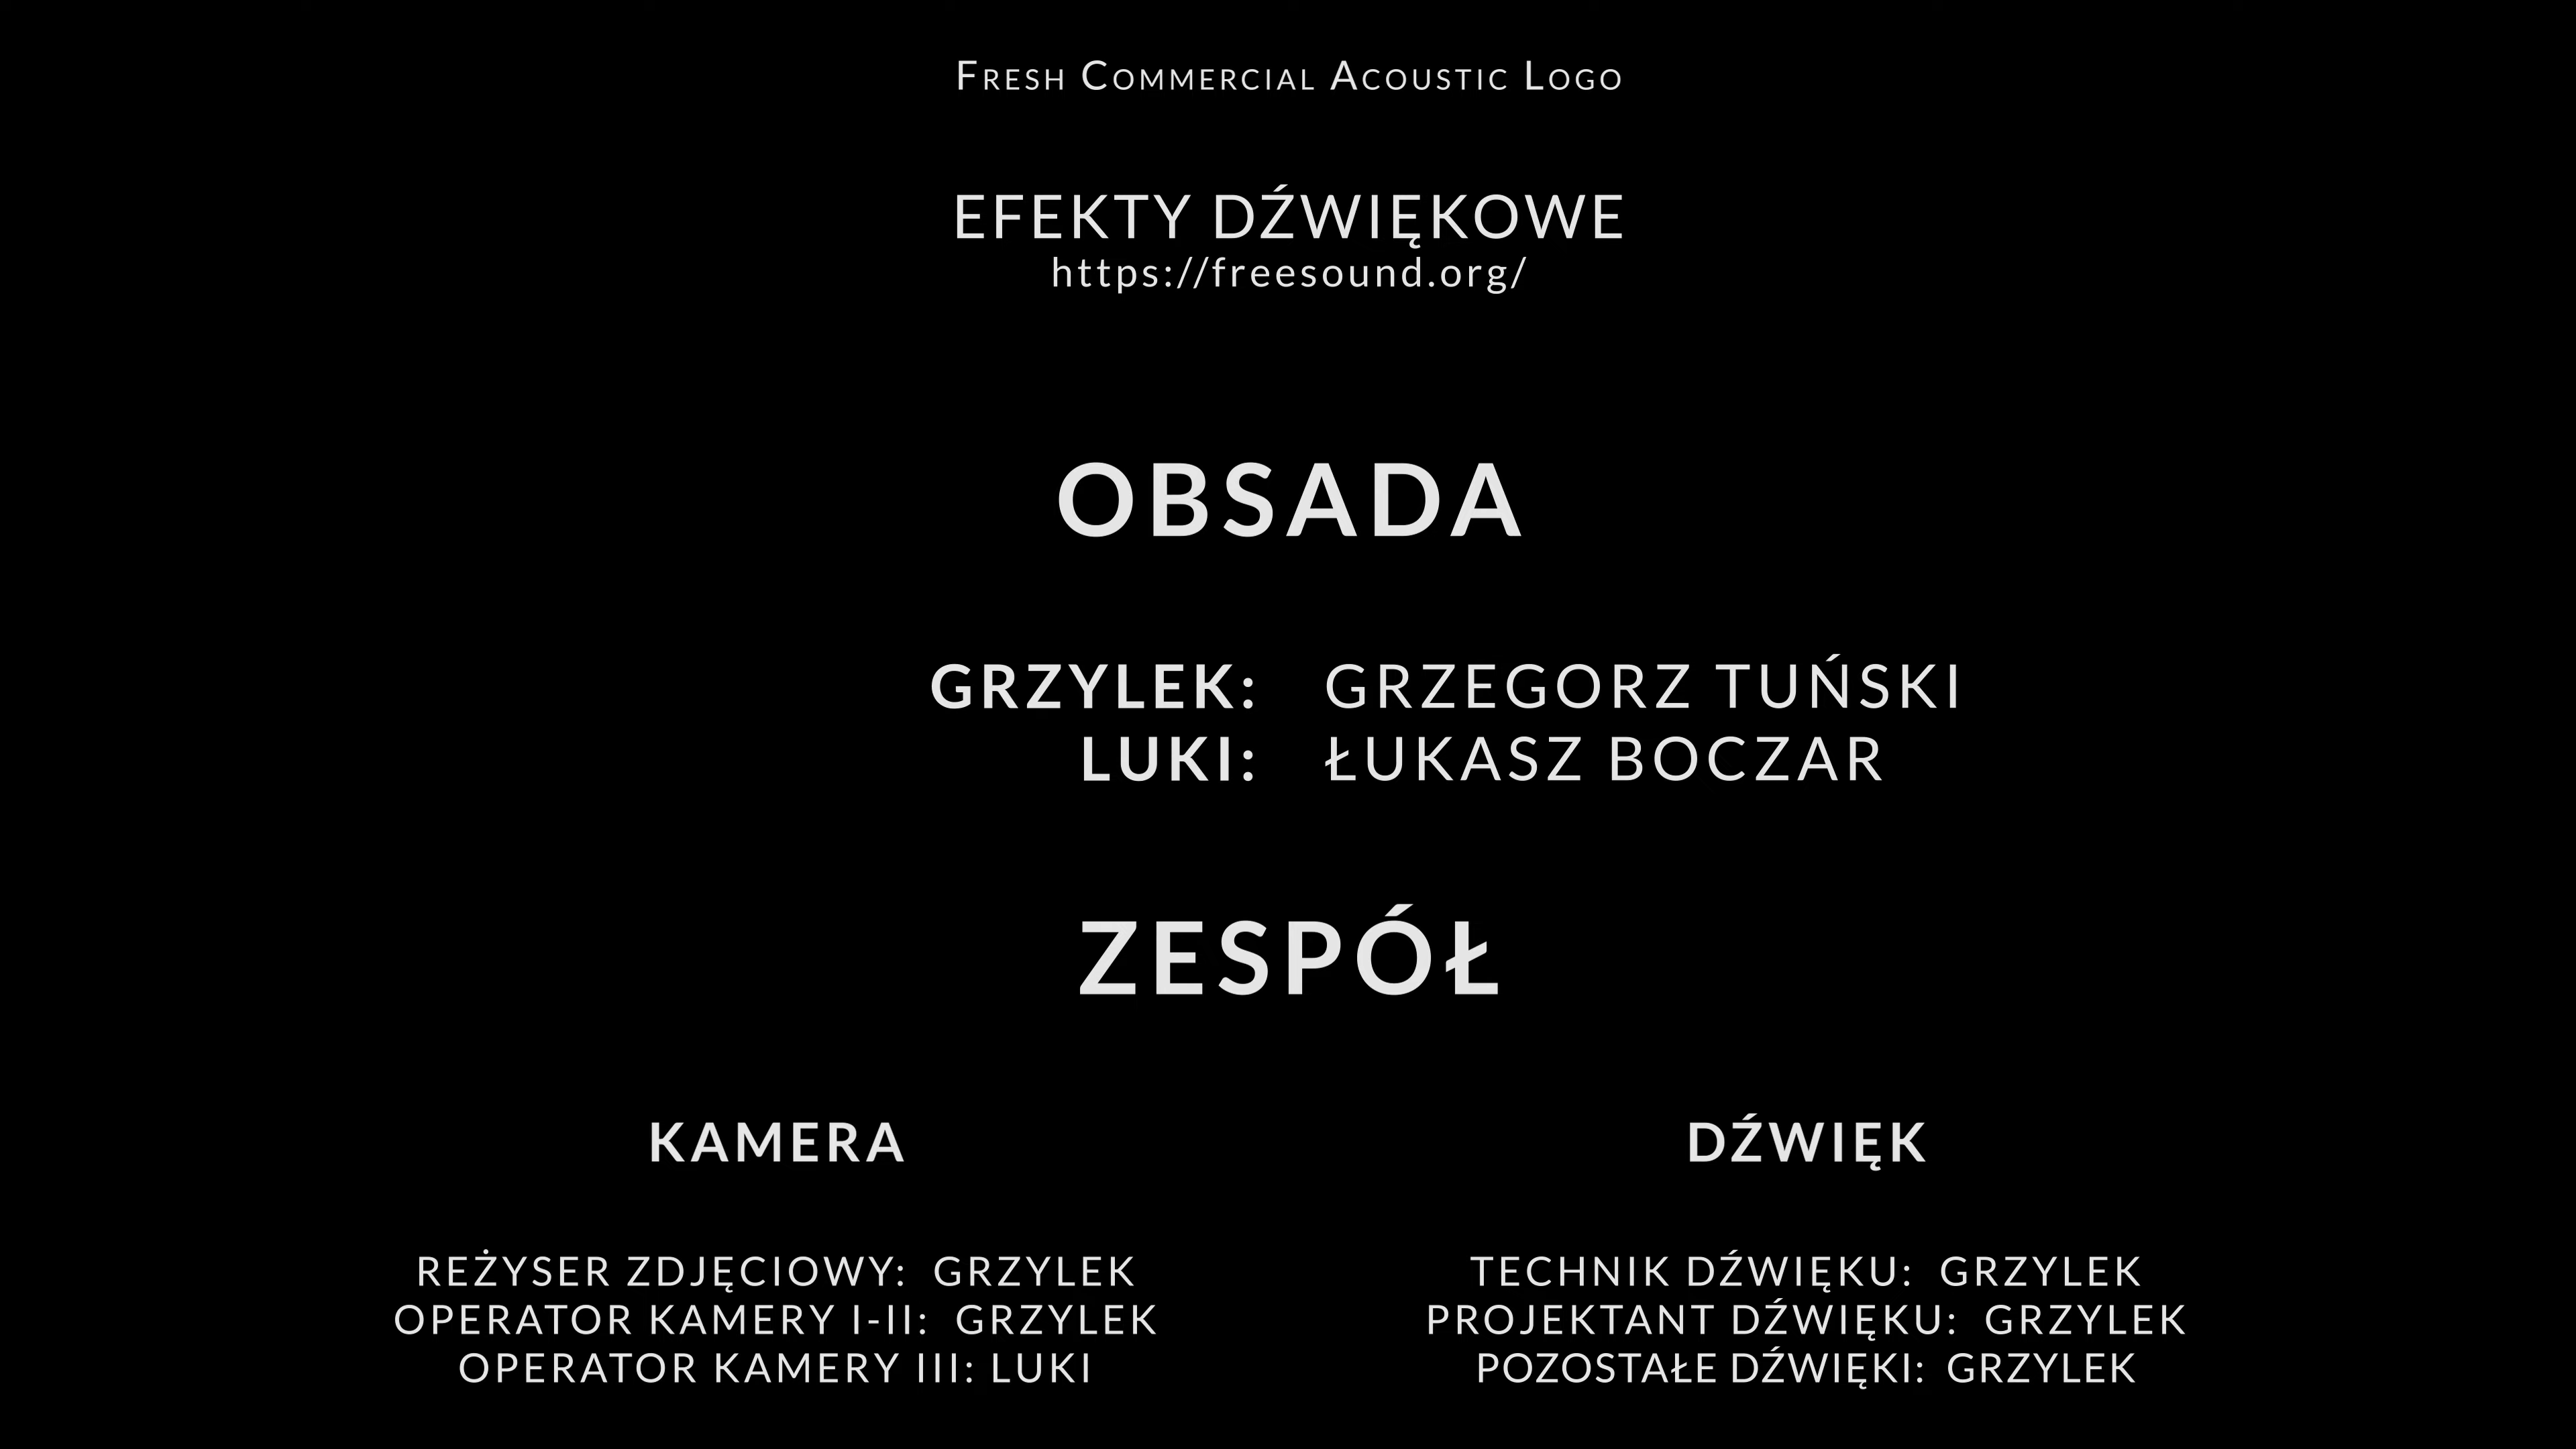 Fresh Commercial Acoustic Logo
EFEKTY DŹWIĘKOWE
https://freesound.org/
OBSADA
GRZYLEK: GRZEGORZ TUŃSKI
LUKI: ŁUKASZ BOCZAR
ZESPÓŁ
KAMERA
REŻYSER ZDJĘCIOWY: GRZYLEK
OPERATOR KAMERY I-II: GRZYLEK
OPERATOR KAMERY III: LUKI
DŹWIĘK
TECHNIK DŹWIĘKU: GRZYLEK
PROJEKTANT DŹWIĘKU: GRZYLEK
POZOSTAŁE DŹWIĘKI: GRZYLEK